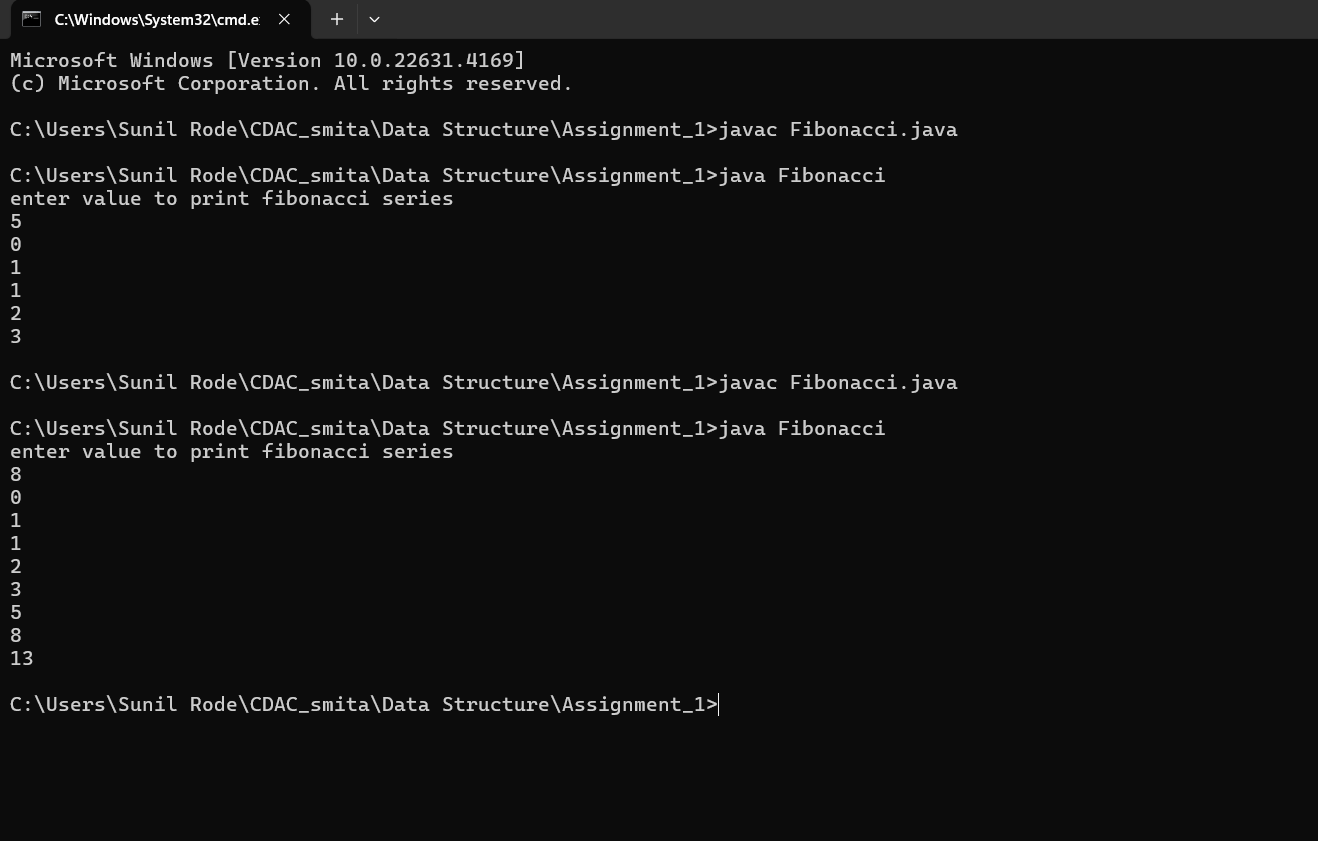 C:\Windows\System32\cmd.e
Microsoft Windows [Version 10.0.22631.4169]
(c) Microsoft Corporation. All rights reserved.
C:\Users\Sunil Rode\CDAC_smita\Data Structure\Assignment_1>javac Fibonacci.java
C:\Users\Sunil Rode\CDAC_smita\Data Structure\Assignment_1>java Fibonacci
enter value to print fibonacci series
5
0
1
1
2
3
C:\Users\Sunil Rode\CDAC_smita\Data Structure\Assignment_1>javac Fibonacci.java
C:\Users\Sunil Rode\CDAC_smita\Data Structure\Assignment_1>java Fibonacci
enter value to print fibonacci series
8
0
1
1
2
3
5
8
13
C:\Users\Sunil Rode\CDAC_smita\Data Structure\Assignment_1>